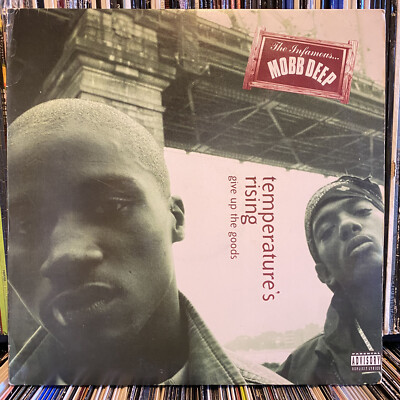 The Infamous...
MOBB DEEP
temperature's
rising
give up the goods
PARENTAL
ADVISORY
EXPLICIT LYRICS